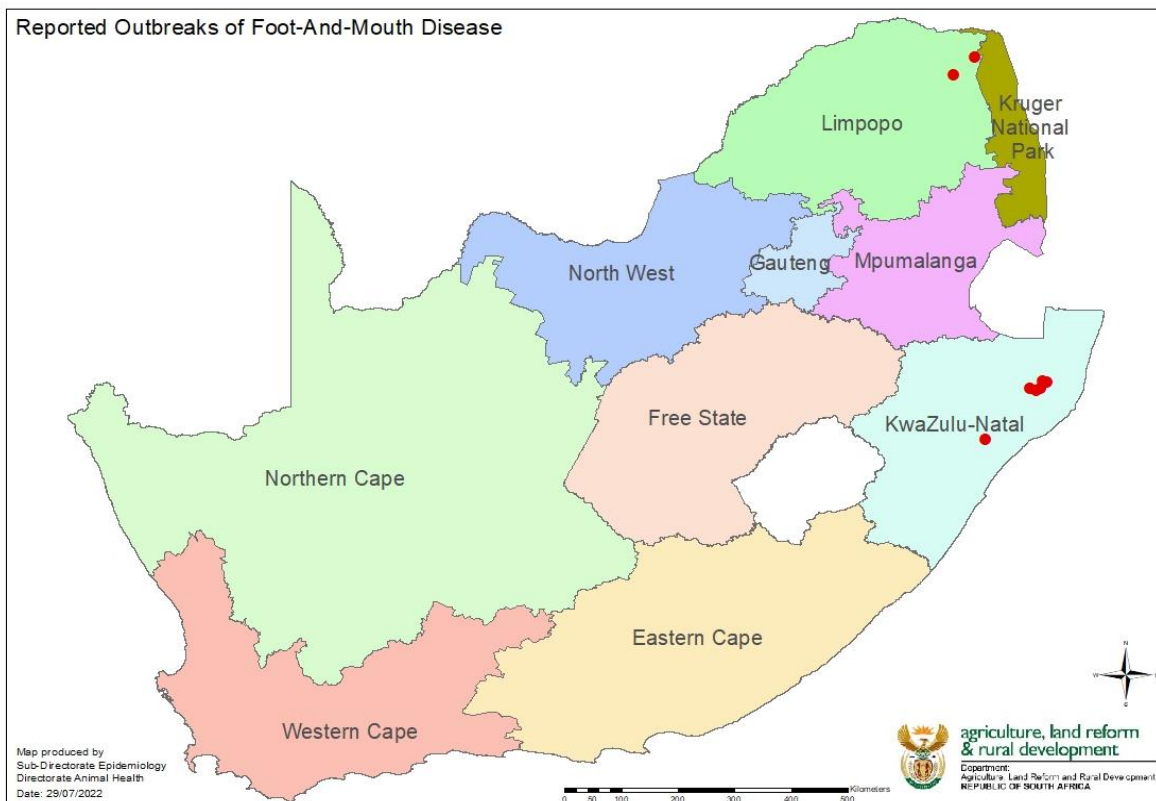 Reported Outbreaks of Foot-And-Mouth Disease
Limpopo
Kruger
National
Park
North West
Gauteng
Mpumalanga
Free State
KwaZulu-Natal
Northern Cape
Eastern Cape
Western Cape
N
W
S
Map produced by
Sub-Directorate Epidemiology
Directorate Animal Health
Date: 29/07/2022
agriculture, land reform
& rural development
Department:
Agriculture, Land Reform and Rural Development
REPUBLIC OF SOUTH AFRICA
Kilometers
0 50 100 200 300 400 500